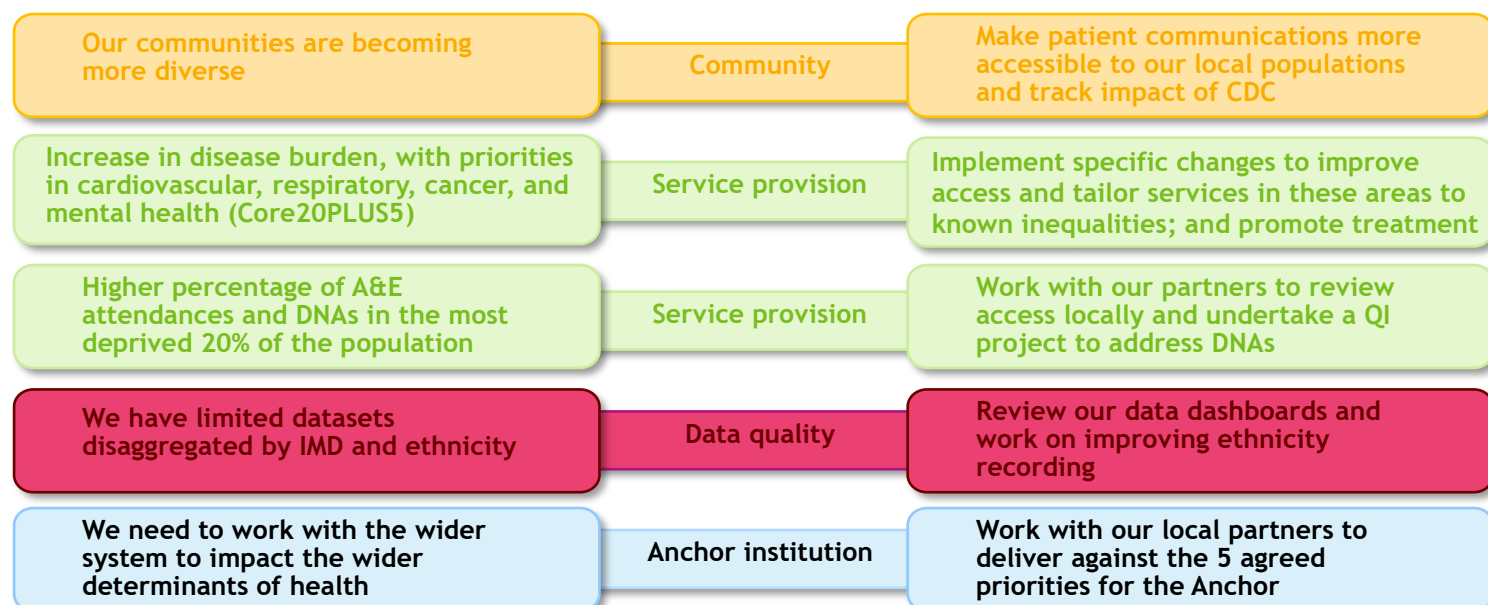 Our communities are becoming
more diverse
Community
Make patient communications more
accessible to our local populations
and track impact of CDC
Increase in disease burden, with priorities
in cardiovascular, respiratory, cancer, and
mental health (Core20PLUS5)
Service provision
Implement specific changes to improve
access and tailor services in these areas to
known inequalities; and promote treatment
Higher percentage of A&E
attendances and DNAs in the most
deprived 20% of the population
Service provision
Work with our partners to review
access locally and undertake a QI
project to address DNAs
We have limited datasets
disaggregated by IMD and ethnicity
Data quality
Review our data dashboards and
work on improving ethnicity
recording
We need to work with the wider
system to impact the wider
determinants of health
Anchor institution
Work with our local partners to
deliver against the 5 agreed
priorities for the Anchor